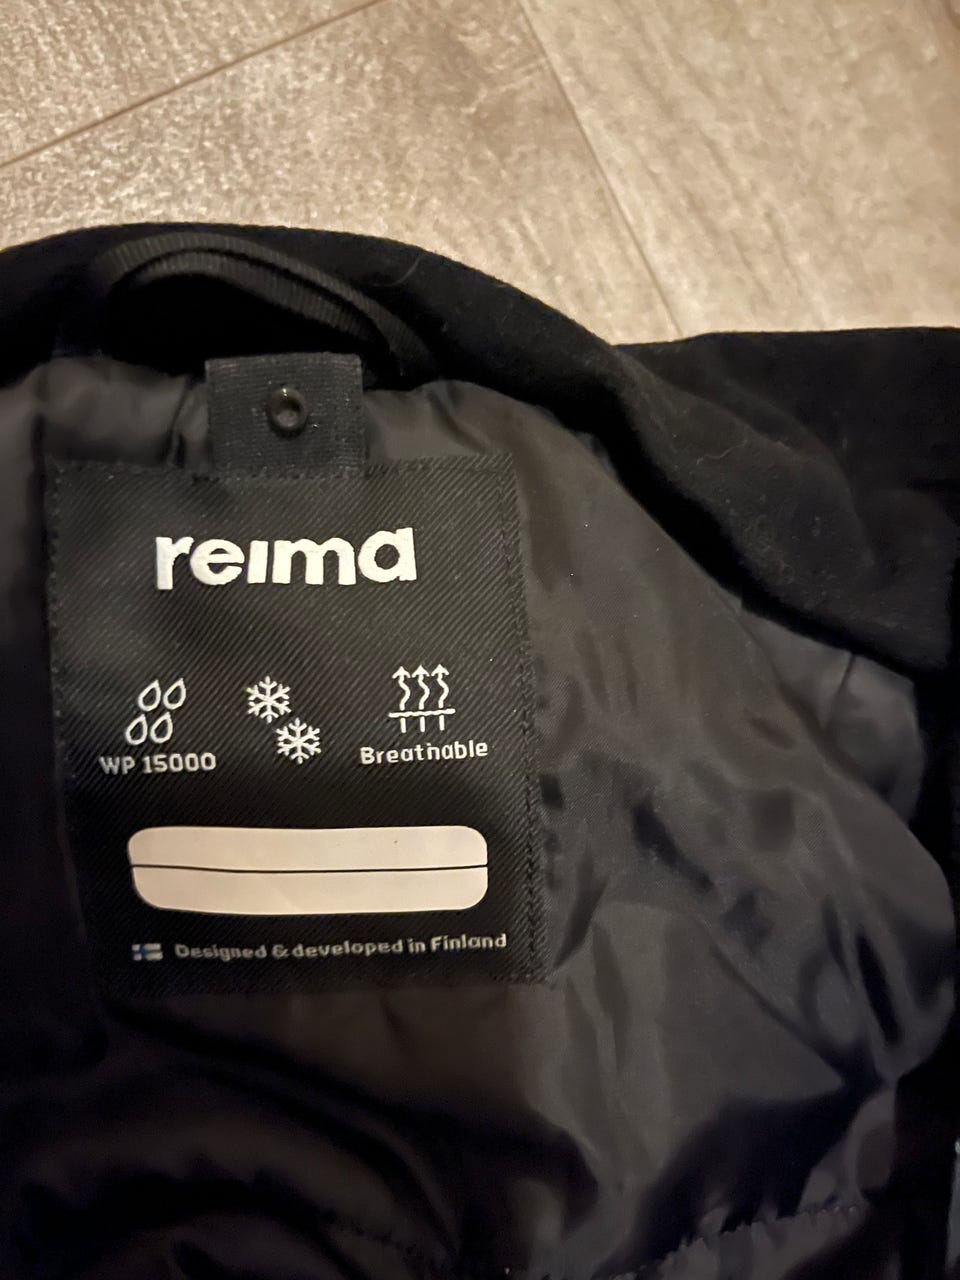 reima
WP 15000
Breathable
Designed & developed in Finland